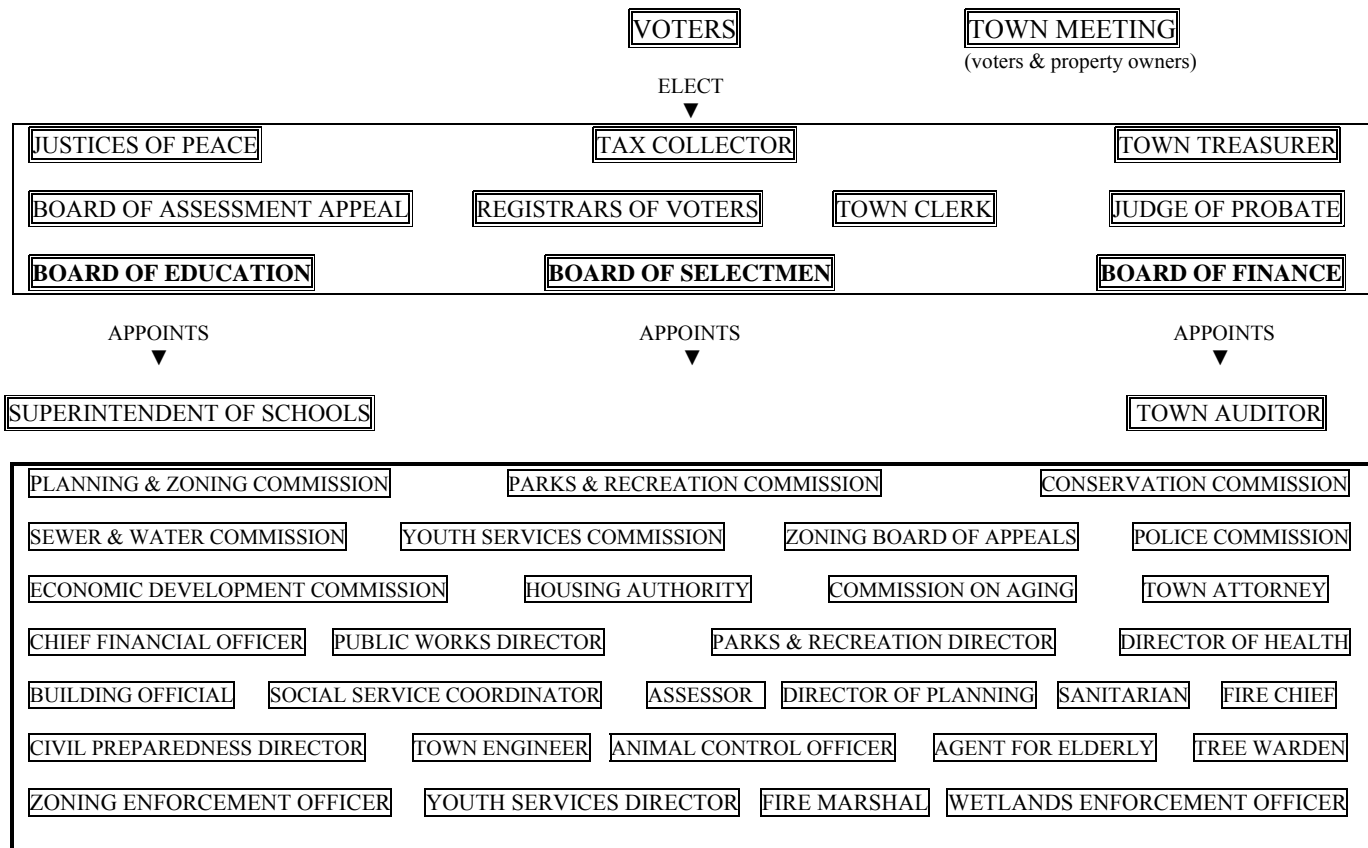 VOTERS TOWN MEETING
(voters & property owners)
ELECT
▼
JUSTICES OF PEACE TAX COLLECTOR TOWN TREASURER
BOARD OF ASSESSMENT APPEAL REGISTRARS OF VOTERS TOWN CLERK JUDGE OF PROBATE
BOARD OF EDUCATION BOARD OF SELECTMEN BOARD OF FINANCE
APPOINTS APPOINTS APPOINTS
▼ ▼ ▼
SUPERINTENDENT OF SCHOOLS TOWN AUDITOR
PLANNING & ZONING COMMISSION PARKS & RECREATION COMMISSION CONSERVATION COMMISSION
SEWER & WATER COMMISSION YOUTH SERVICES COMMISSION ZONING BOARD OF APPEALS POLICE COMMISSION
ECONOMIC DEVELOPMENT COMMISSION HOUSING AUTHORITY COMMISSION ON AGING TOWN ATTORNEY
CHIEF FINANCIAL OFFICER PUBLIC WORKS DIRECTOR PARKS & RECREATION DIRECTOR DIRECTOR OF HEALTH
BUILDING OFFICIAL SOCIAL SERVICE COORDINATOR ASSESSOR DIRECTOR OF PLANNING SANITARIAN FIRE CHIEF
CIVIL PREPAREDNESS DIRECTOR TOWN ENGINEER ANIMAL CONTROL OFFICER AGENT FOR ELDERLY TREE WARDEN
ZONING ENFORCEMENT OFFICER YOUTH SERVICES DIRECTOR FIRE MARSHAL WETLANDS ENFORCEMENT OFFICER